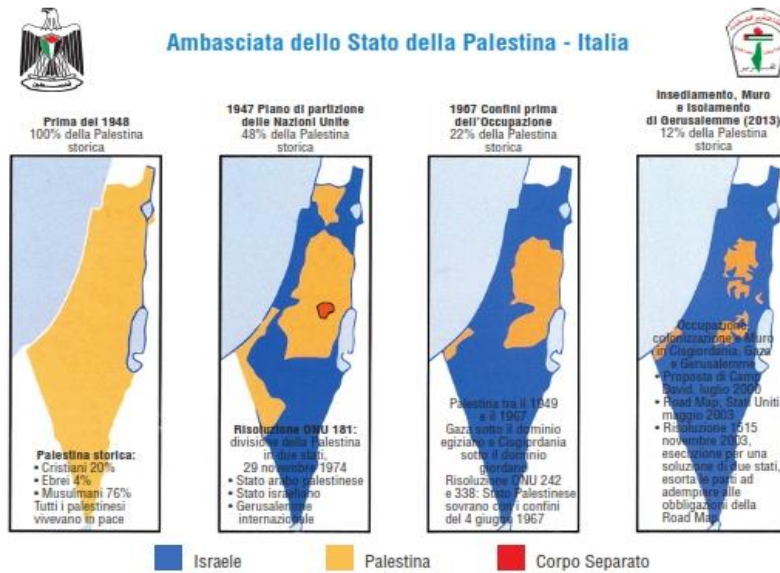 Ambasciata dello Stato della Palestina - Italia
Prima del 1948
100% della Palestina
storica
Palestina storica:
• Cristiani 20%
• Ebrei 4%
• Musulmani 76%
Tutti i palestinesi
vivevano in pace
1947 Piano di partizione
delle Nazioni Unite
48% della Palestina
storica
Risoluzione ONU 181:
divisione della Palestina
in due stati,
29 novembre 1974
• Stato arabo palestinese
• Stato israeliano
• Gerusalemme
internazionale
1967 Confini prima
dell'Occupazione
22% della Palestina
storica
Palestina tra il 1949
e il 1967
Gaza sotto il dominio
egiziano e Cisgiordania
sotto il dominio
giordano
Risoluzione ONU 242
e 338: Stato Palestinese
sovrano con i confini
del 4 giugno 1967
Insediamento, Muro
e Isolamento
di Gerusalemme (2013)
12% della Palestina
storica
Occupazione,
colonizzazione e Muro
in Cisgiordania, Gaza
e Gerusalemme
• Proposta di Camp
David, luglio 2000
• Road Map, Stati Uniti
maggio 2003
• Risoluzione 1515
novembre 2003,
esecuzione per una
soluzione di due stati,
esorta le parti ad
adempiere alle
obbligazioni della
Road Map
Israele
Palestina
Corpo Separato